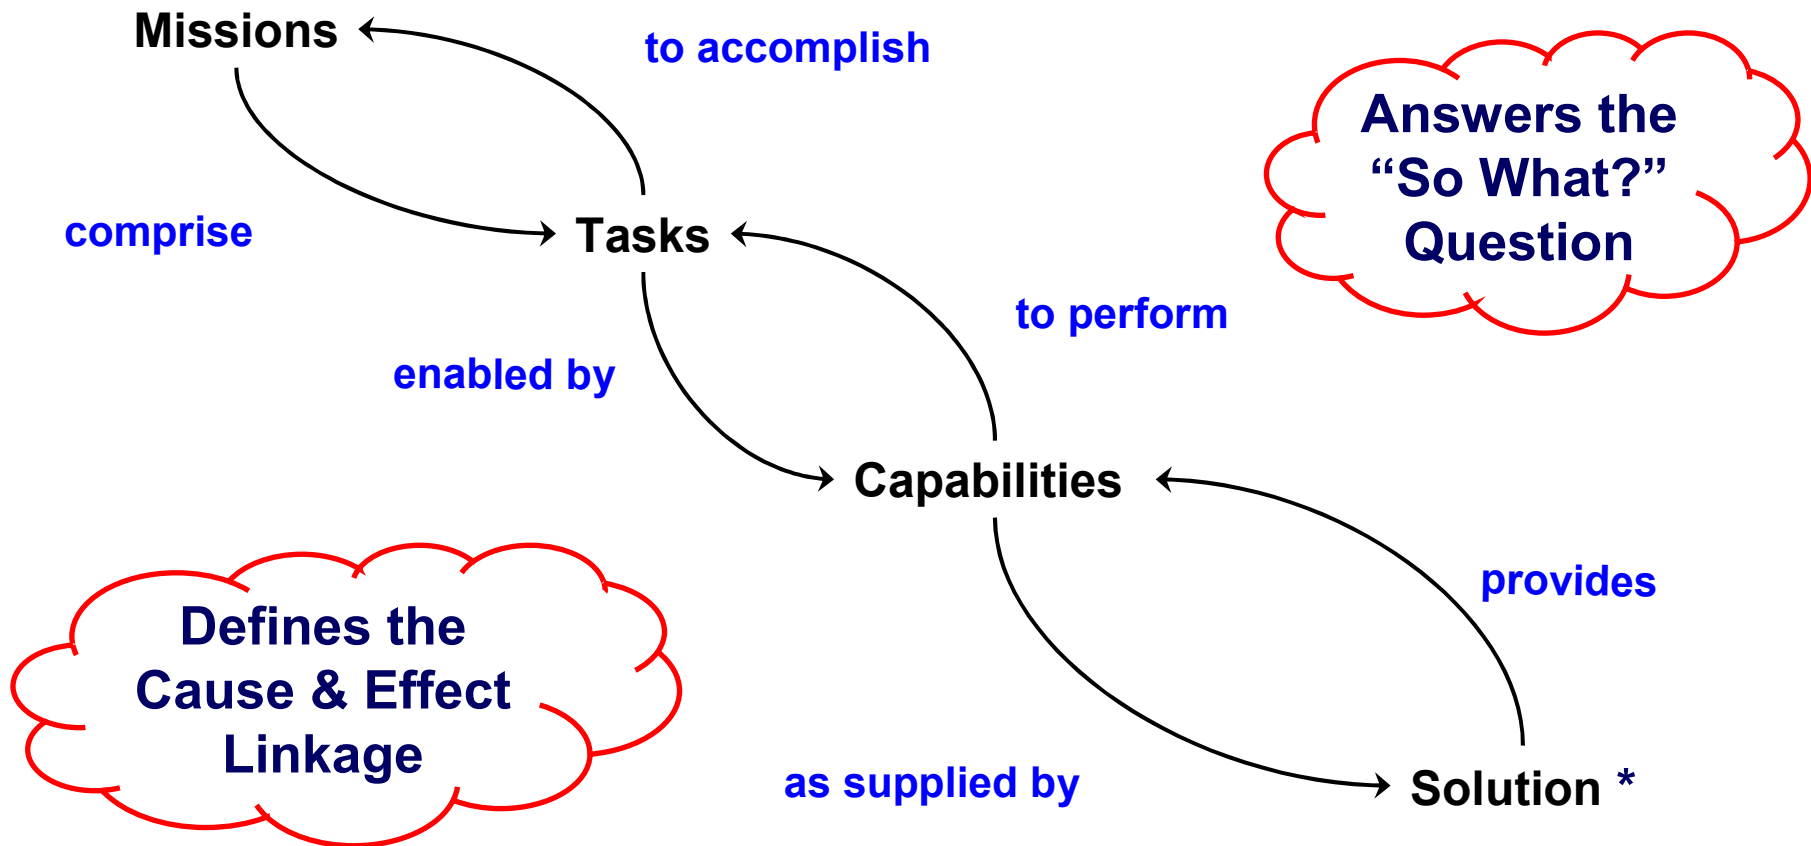 Missions
to accomplish
Answers the
“So What?”
Question
comprise
Tasks
to perform
enabled by
Capabilities
Defines the
Cause & Effect
Linkage
provides
as supplied by
Solution *